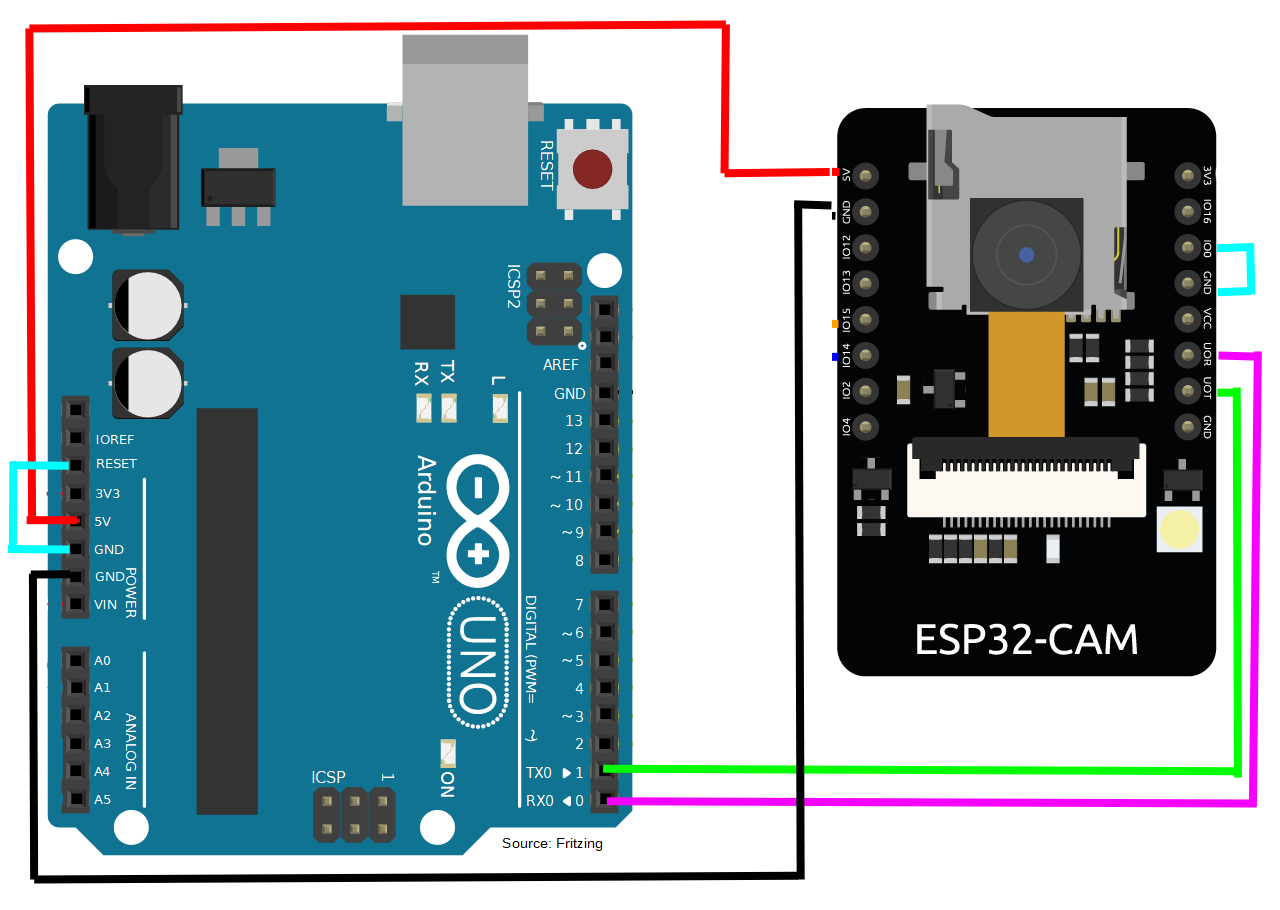 RESET
ICSP2
RX
TX
L
AREF
GND
13
12
~11
~10
~9
8
IOREF
RESET
3V3
5V
GND
GND
VIN
POWER
Arduino
™
UNO
DIGITAL (PWM= ~)
7
~6
~5
4
~3
2
TX0 ▶ 1
RX0 ◀ 0
A0
A1
A2
A3
A4
A5
ANALOG IN
ICSP
1
ON
Source: Fritzing
5V
GND
IO12
IO13
IO15
IO14
IO2
IO4
3V3
IO16
IO0
GND
VCC
UOR
UOT
GND
ESP32-CAM